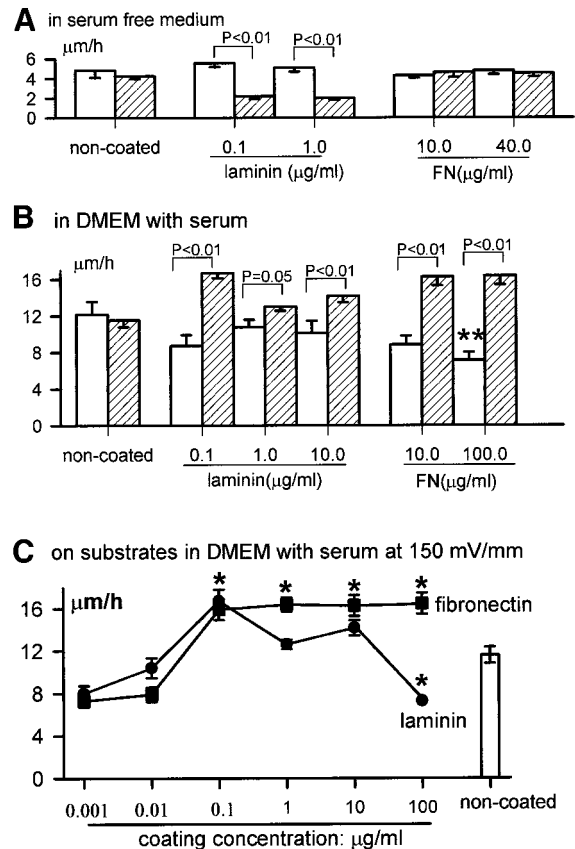 A in serum free medium
μm/h
P<0.01 P<0.01
6
4
2
0
non-coated 0.1 1.0 10.0 40.0
laminin (μg/ml) FN(μg/ml)
B in DMEM with serum
μm/h
P<0.01 P=0.05 P<0.01 P<0.01 P<0.01
16
12
8
4
0
**
non-coated 0.1 1.0 10.0 10.0 100.0
laminin(μg/ml) FN(μg/ml)
C on substrates in DMEM with serum at 150 mV/mm
μm/h
* * * *
fibronectin
*
laminin
16
12
8
4
0
0.001 0.01 0.1 1 10 100 non-coated
coating concentration: μg/ml